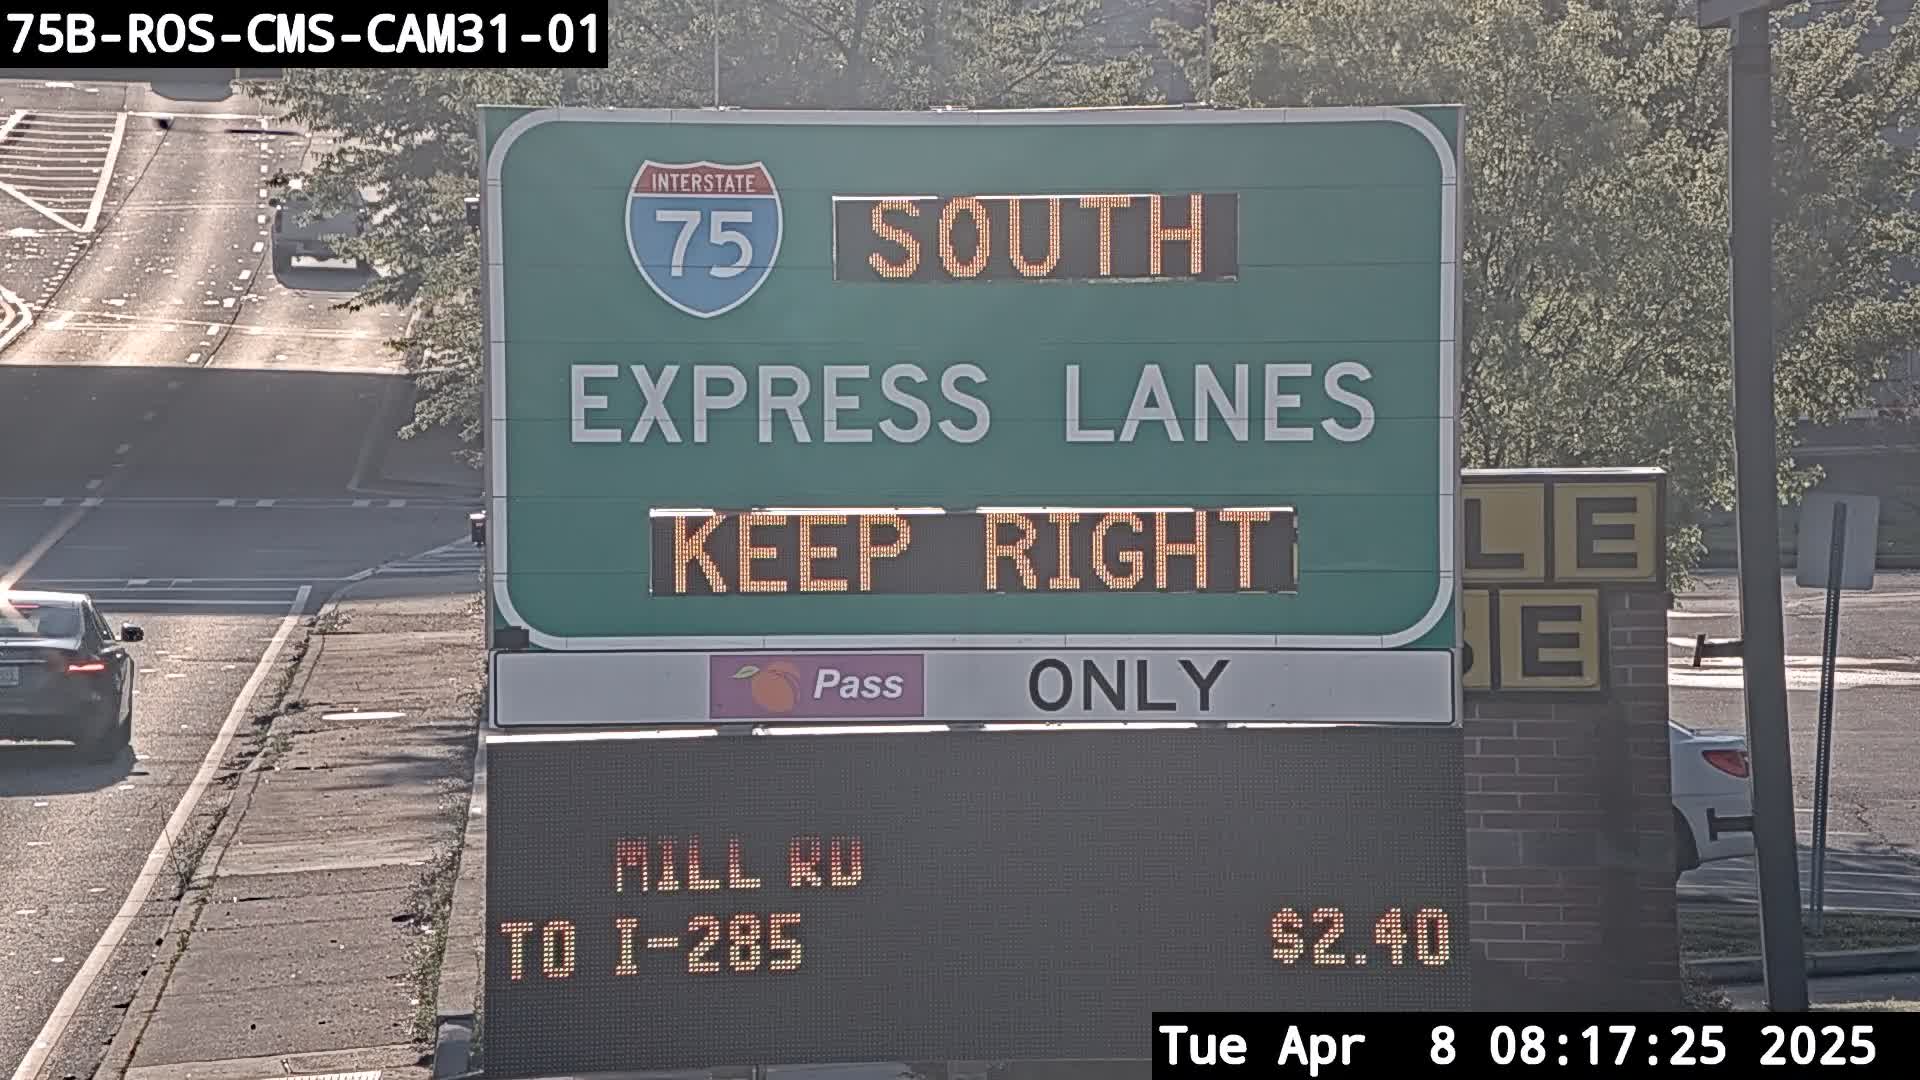 75B-ROS-CMS-CAM31-01
INTERSTATE
75
SOUTH
EXPRESS LANES
KEEP RIGHT
Pass ONLY
MILL RD
TO I-285 $2.40
LE
E
Tue Apr 8 08:17:25 2025